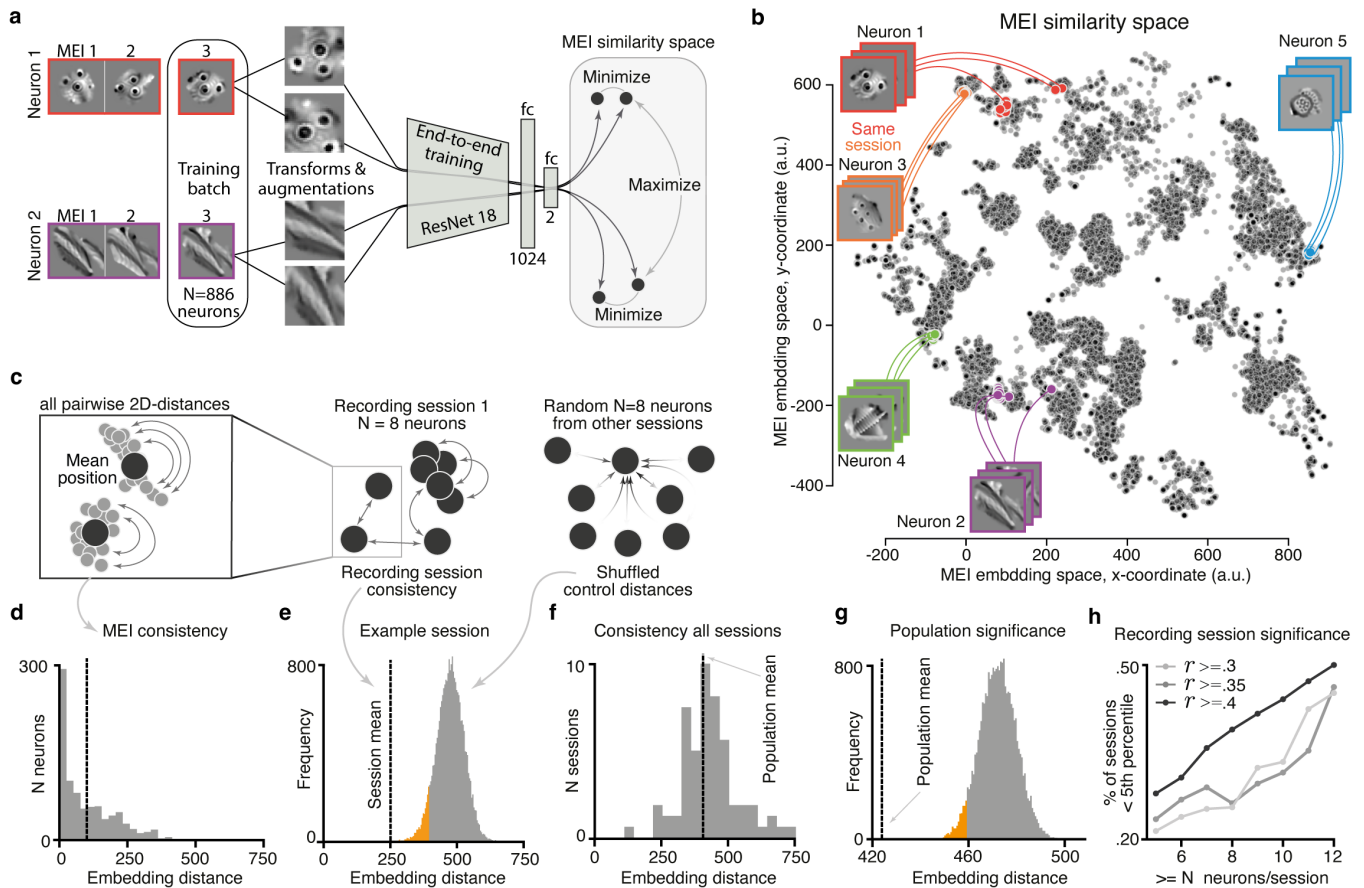 a
Neuron 1
MEI 1
2
3
Training
batch
Neuron 2
MEI 1
2
3
N=886
neurons
Transforms &
augmentations
End-to-end
training
ResNet 18
fc
1024
fc
2
MEI similarity space
Minimize
Maximize
Minimize
b
MEI similarity space
Neuron 1
Same
session
Neuron 3
Neuron 4
Neuron 2
Neuron 5
MEI embdding space, y-coordinate (a.u.)
600
400
200
0
-200
-400
-200
0
200
400
600
800
MEI embdding space, x-coordinate (a.u.)
c
all pairwise 2D-distances
Mean
position
Recording session 1
N = 8 neurons
Recording session
consistency
Random N=8 neurons
from other sessions
Shuffled
control distances
d
MEI consistency
N neurons
300
0
0
250
500
750
Embedding distance
e
Example session
Frequency
800
0
Session mean
0
250
500
750
Embedding distance
f
Consistency all sessions
N sessions
10
0
Population mean
0
250
500
750
Embedding distance
g
Population significance
Frequency
800
0
Population mean
420
460
500
Embedding distance
h
Recording session significance
% of sessions
< 5th percentile
.50
.20
r >=.3
r >=.35
r >=.4
6
8
10
12
>= N neurons/session